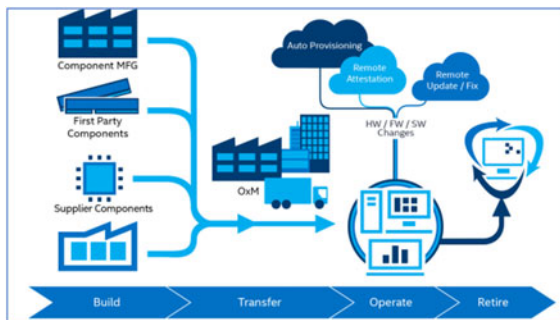 Component MFG
First Party
Components
Supplier Components
OxM
Auto Provisioning
Remote
Attestation
Remote
Update / Fix
HW / FW / SW
Changes
Build
Transfer
Operate
Retire